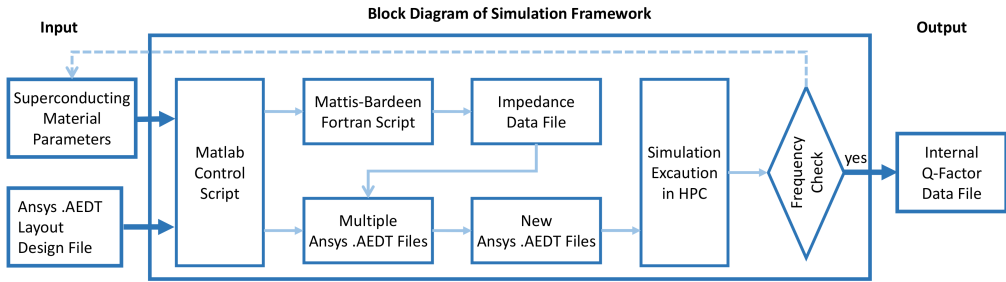 Block Diagram of Simulation Framework
Input
Output
Superconducting
Material
Parameters
Ansys .AEDT
Layout
Design File
Matlab
Control
Script
Mattis-Bardeen
Fortran Script
Impedance
Data File
Multiple
Ansys .AEDT Files
New
Ansys .AEDT Files
Simulation
Excaution
in HPC
Frequency
Check
yes
Internal
Q-Factor
Data File